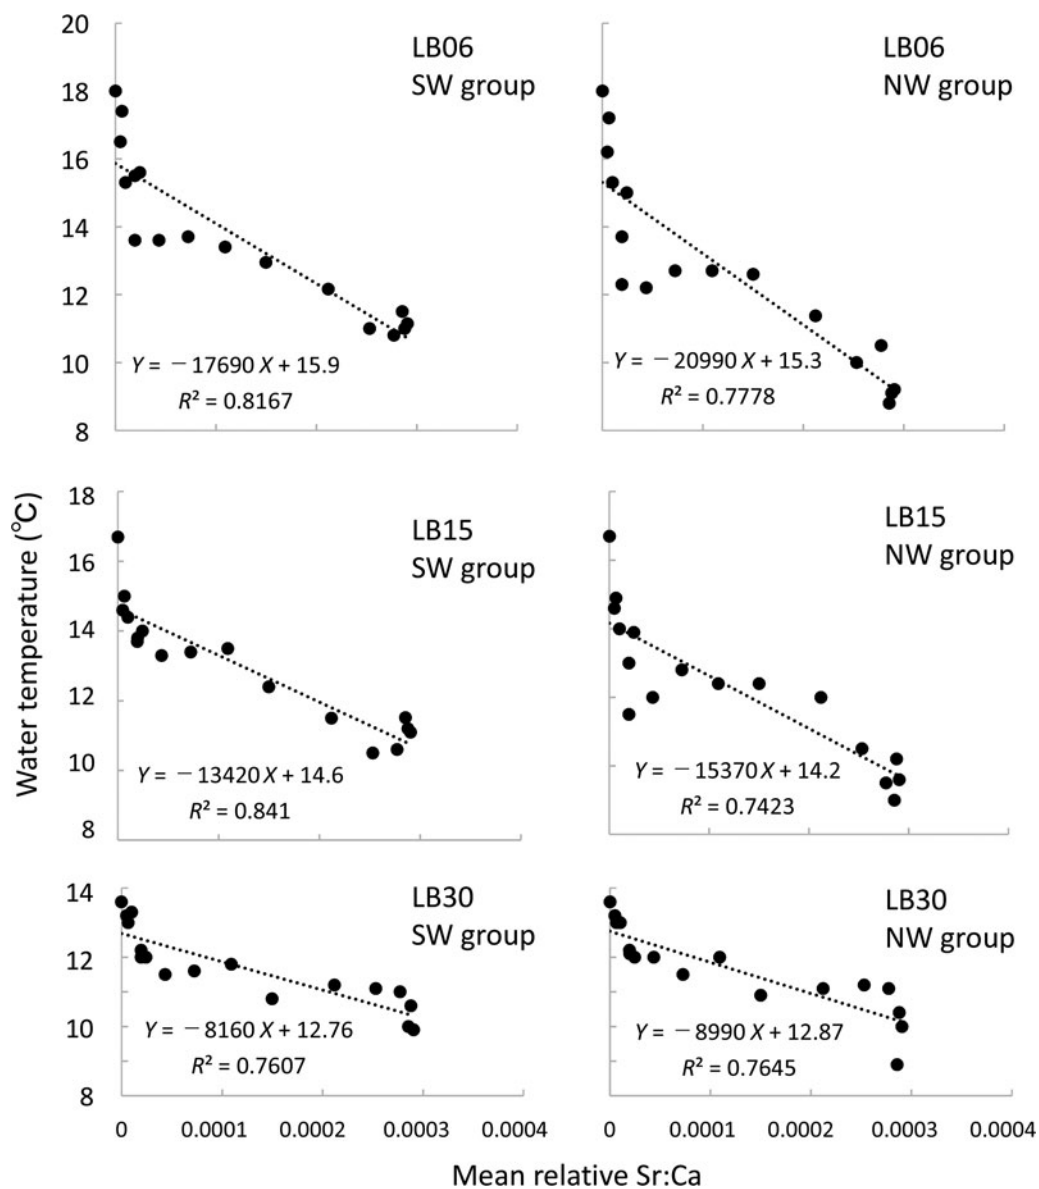 20
18
16
14
12
10
8
LB06
SW group
Y = −17690 X + 15.9
R² = 0.8167
LB06
NW group
Y = −20990 X + 15.3
R² = 0.7778
Water temperature (℃)
18
16
14
12
10
8
LB15
SW group
Y = −13420 X + 14.6
R² = 0.841
LB15
NW group
Y = −15370 X + 14.2
R² = 0.7423
14
12
10
8
LB30
SW group
Y = −8160 X + 12.76
R² = 0.7607
LB30
NW group
Y = −8990 X + 12.87
R² = 0.7645
0 0.0001 0.0002 0.0003 0.0004
0 0.0001 0.0002 0.0003 0.0004
Mean relative Sr:Ca